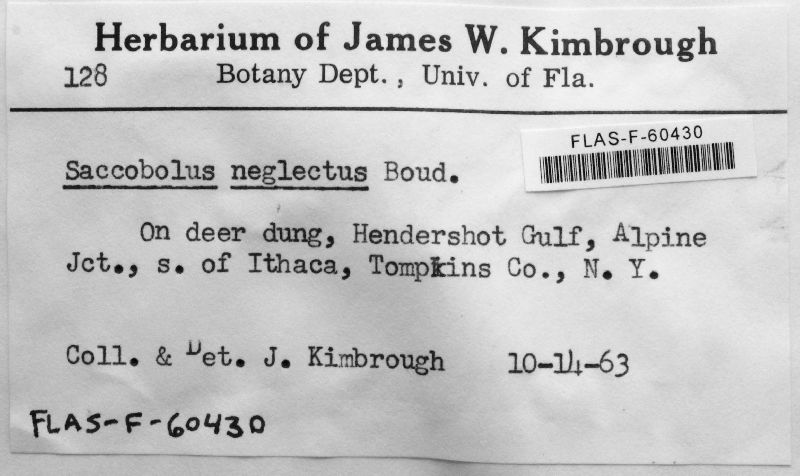 Herbarium of James W. Kimbrough
128 Botany Dept., Univ. of Fla.
FLAS-F-60430
Saccobolus neglectus Boud.
On deer dung, Hendershot Gulf, Alpine
Jct., s. of Ithaca, Tompkins Co., N. Y.
Coll. & Det. J. Kimbrough 10-14-63
FLAS-F-60430